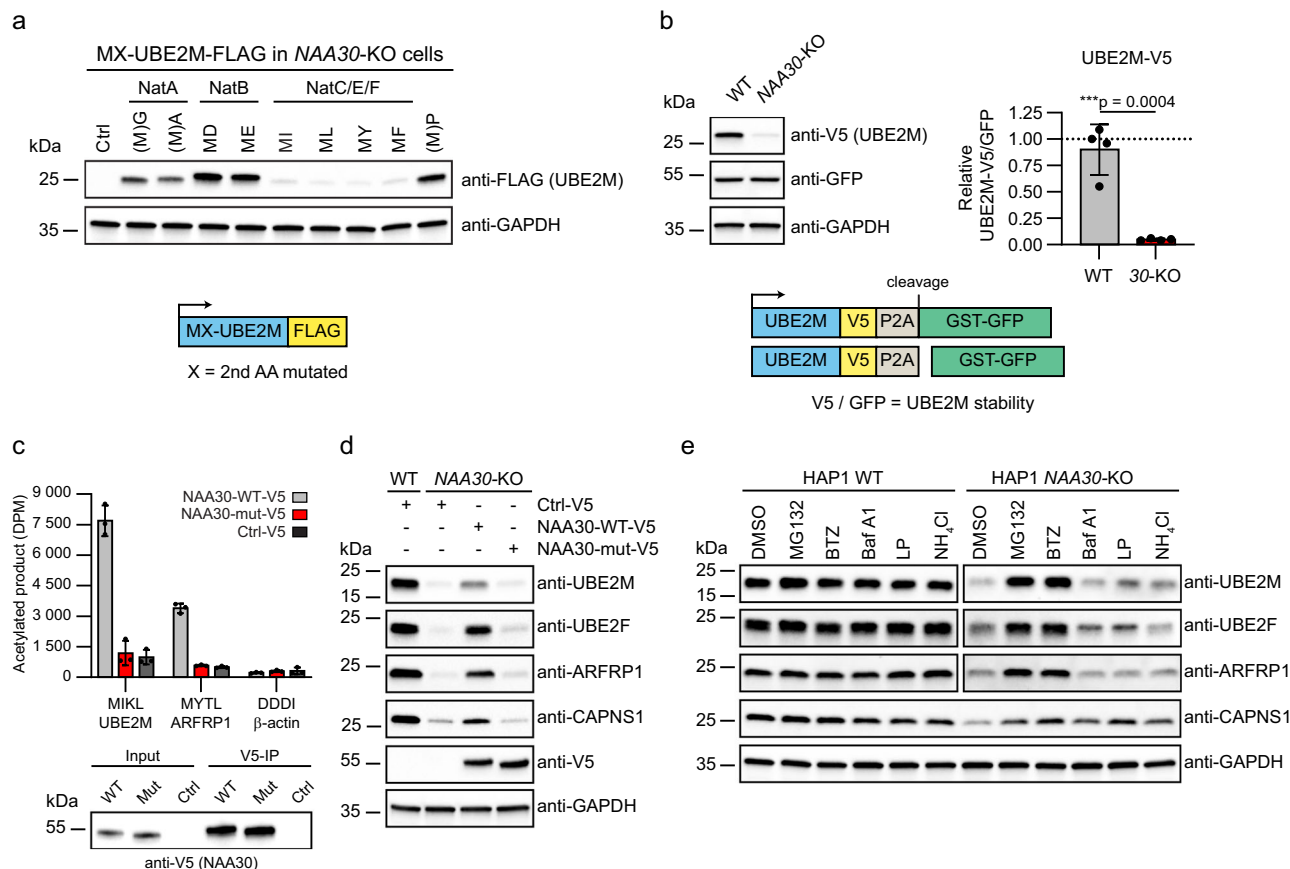 a
MX-UBE2M-FLAG in NAA30-KO cells
NatA NatB NatC/E/F
kDa Ctrl (M)G (M)A MD ME MI ML MY MF (M)P
25 anti-FLAG (UBE2M)
35 anti-GAPDH
MX-UBE2M FLAG
X = 2nd AA mutated
b
kDa WT NAA30-KO
25 anti-V5 (UBE2M)
55 anti-GFP
35 anti-GAPDH
UBE2M-V5
***p = 0.0004
Relative
UBE2M-V5/GFP
1.25
1.00
0.75
0.50
0.25
0.00
WT 30-KO
cleavage
UBE2M V5 P2A GST-GFP
UBE2M V5 P2A GST-GFP
V5 / GFP = UBE2M stability
c
Acetylated product (DPM)
9 000
7 500
6 000
4 500
3 000
1 500
0
NAA30-WT-V5
NAA30-mut-V5
Ctrl-V5
MIKL MYTL DDDI
UBE2M ARFRP1 β-actin
Input V5-IP
kDa WT Mut Ctrl WT Mut Ctrl
55
anti-V5 (NAA30)
d
WT NAA30-KO
+ + - - Ctrl-V5
- - + - NAA30-WT-V5
- - - + NAA30-mut-V5
kDa
25
15
anti-UBE2M
25 anti-UBE2F
25 anti-ARFRP1
25 anti-CAPNS1
55 anti-V5
35 anti-GAPDH
e
HAP1 WT HAP1 NAA30-KO
kDa DMSO MG132 BTZ Baf A1 LP NH4Cl DMSO MG132 BTZ Baf A1 LP NH4Cl
25
15
anti-UBE2M
25 anti-UBE2F
25 anti-ARFRP1
25 anti-CAPNS1
35 anti-GAPDH